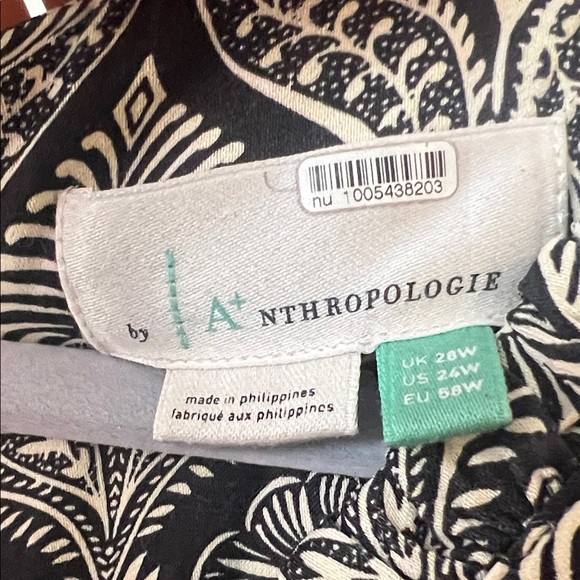 nu 1005438203
by A+ NTHROPOLOGIE
made in philippines
fabriqué aux philippines
UK 28W
US 24W
EU 58W